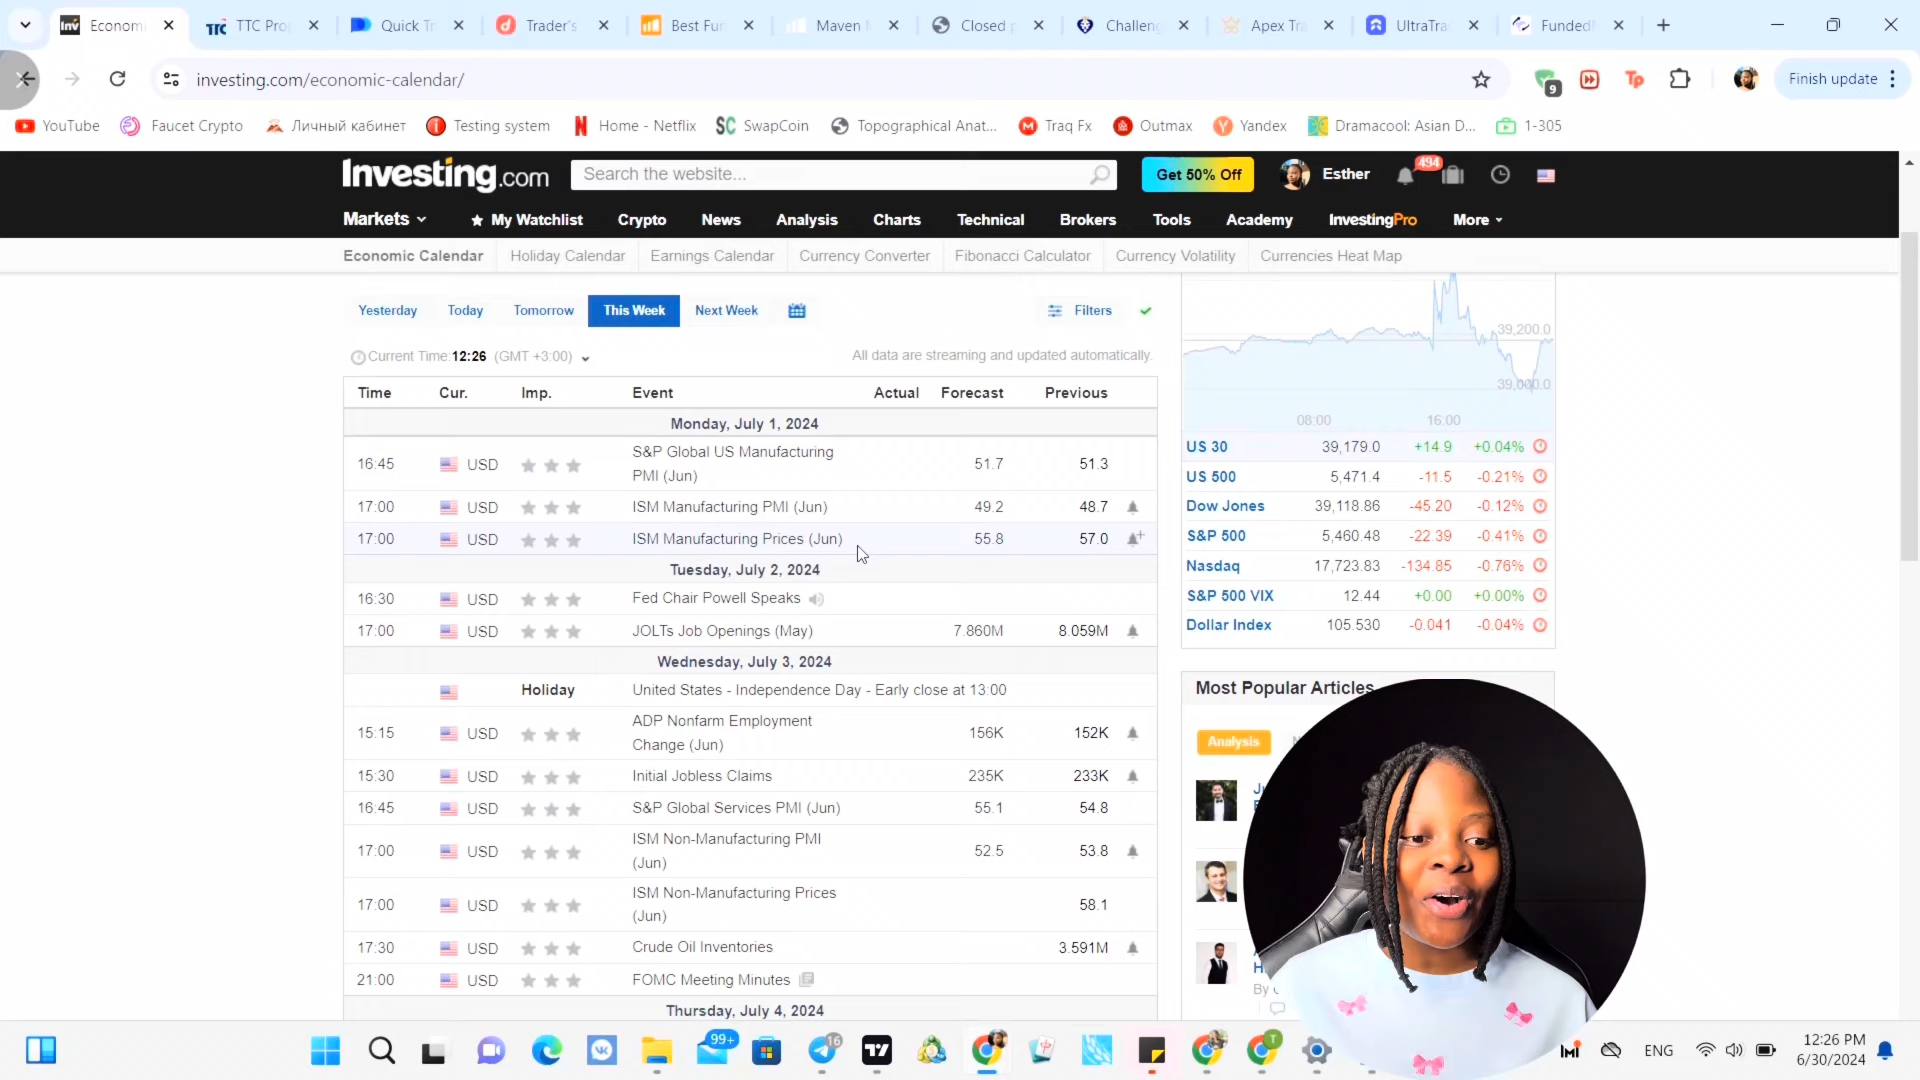 Econom
TTC Pro
Quick Tr
Trader's
Best Fun
Maven
Closed p
Challeng
Apex Tra
UltraTra
Funded
investing.com/economic-calendar/
9
Finish update
YouTube
Faucet Crypto
Личный кабинет
Testing system
Home - Netflix
SwapCoin
Topographical Anat...
Traq Fx
Outmax
Yandex
Dramacool: Asian D...
1-305
Investing.com
Search the website...
Get 50% Off
Esther
494
Markets
My Watchlist
Crypto
News
Analysis
Charts
Technical
Brokers
Tools
Academy
InvestingPro
More
Economic Calendar
Holiday Calendar
Earnings Calendar
Currency Converter
Fibonacci Calculator
Currency Volatility
Currencies Heat Map
Yesterday
Today
Tomorrow
This Week
Next Week
Filters
Current Time 12:26 (GMT +3:00)
All data are streaming and updated automatically.
Time Cur. Imp. Event Actual Forecast Previous
Monday, July 1, 2024
16:45 USD S&P Global US Manufacturing PMI (Jun) 51.7 51.3
17:00 USD ISM Manufacturing PMI (Jun) 49.2 48.7
17:00 USD ISM Manufacturing Prices (Jun) 55.8 57.0
Tuesday, July 2, 2024
16:30 USD Fed Chair Powell Speaks
17:00 USD JOLTs Job Openings (May) 7.860M 8.059M
Wednesday, July 3, 2024
Holiday United States - Independence Day - Early close at 13:00
15:15 USD ADP Nonfarm Employment Change (Jun) 156K 152K
15:30 USD Initial Jobless Claims 235K 233K
16:45 USD S&P Global Services PMI (Jun) 55.1 54.8
17:00 USD ISM Non-Manufacturing PMI (Jun) 52.5 53.8
17:00 USD ISM Non-Manufacturing Prices (Jun) 58.1
17:30 USD Crude Oil Inventories 3.591M
21:00 USD FOMC Meeting Minutes
Thursday, July 4, 2024
39,200.0
39,000.0
08:00 16:00
US 30 39,179.0 +14.9 +0.04%
US 500 5,471.4 -11.5 -0.21%
Dow Jones 39,118.86 -45.20 -0.12%
S&P 500 5,460.48 -22.39 -0.41%
Nasdaq 17,723.83 -134.85 -0.76%
S&P 500 VIX 12.44 +0.00 +0.00%
Dollar Index 105.530 -0.041 -0.04%
Most Popular Articles
Analysis
By
99+
16
ENG
12:26 PM
6/30/2024